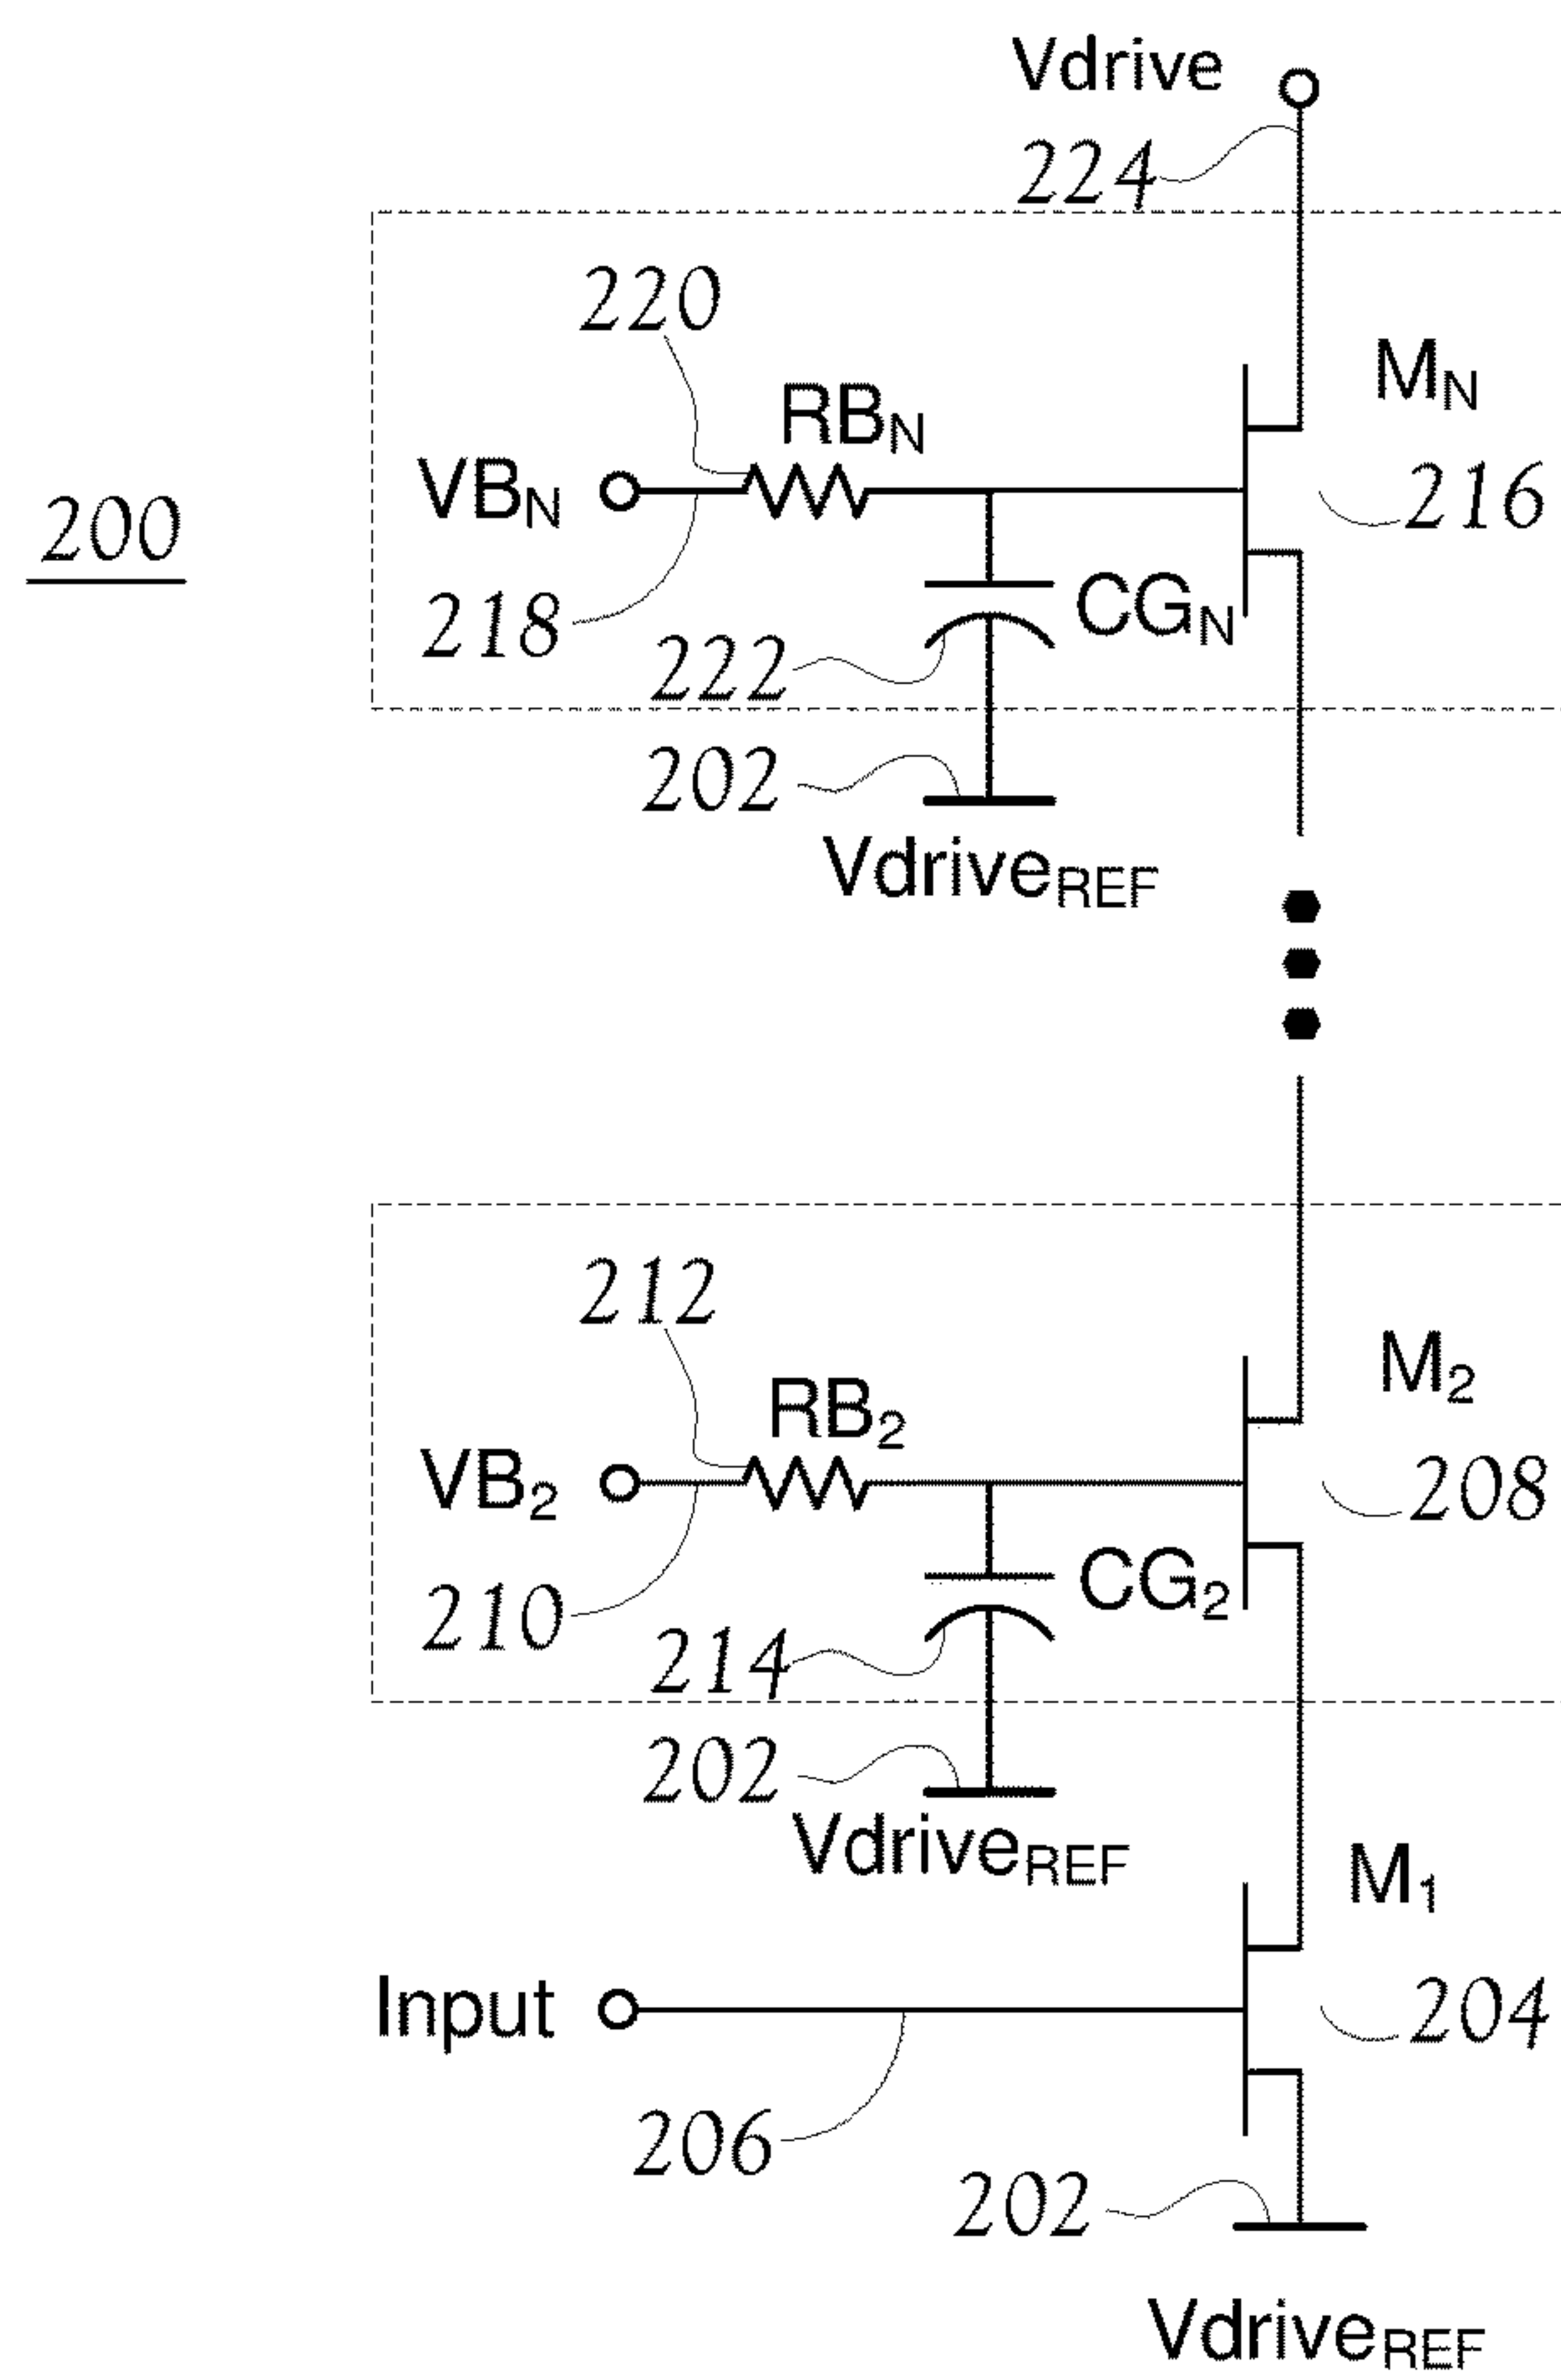 Vdrive
224
220
RBN
MN
VBN
216
200
218
CGN
222
202
VdriveREF
212
RB2
M2
VB2
208
210
CG2
214
202
VdriveREF
M1
Input
204
206
202
VdriveREF